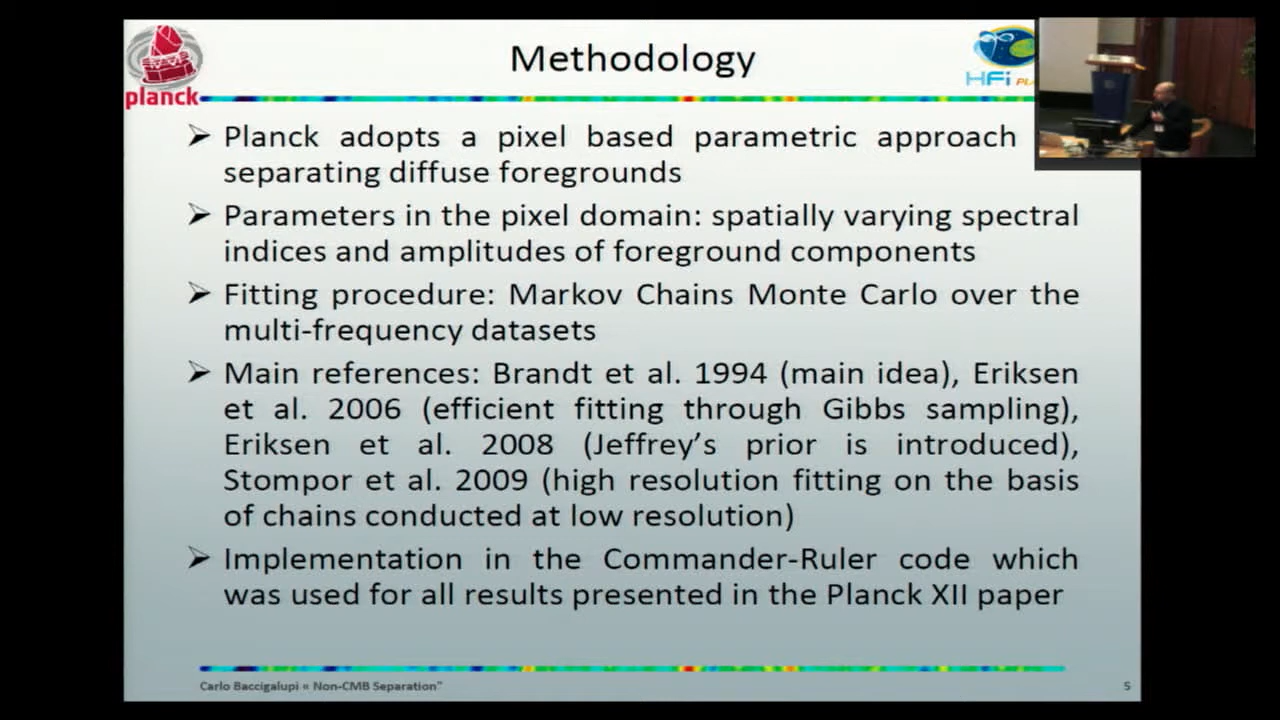 Methodology
planck
HFi PL
➢ Planck adopts a pixel based parametric approach
separating diffuse foregrounds
➢ Parameters in the pixel domain: spatially varying spectral
indices and amplitudes of foreground components
➢ Fitting procedure: Markov Chains Monte Carlo over the
multi-frequency datasets
➢ Main references: Brandt et al. 1994 (main idea), Eriksen
et al. 2006 (efficient fitting through Gibbs sampling),
Eriksen et al. 2008 (Jeffrey’s prior is introduced),
Stompor et al. 2009 (high resolution fitting on the basis
of chains conducted at low resolution)
➢ Implementation in the Commander-Ruler code which
was used for all results presented in the Planck XII paper
Carlo Baccigalupi « Non-CMB Separation”
5